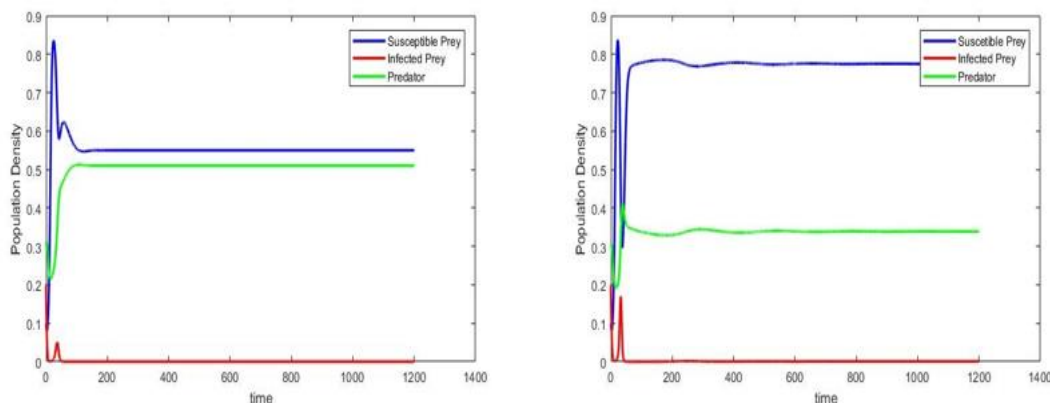 0.9
0.8
0.7
0.6
0.5
0.4
0.3
0.2
0.1
0
Population Density
0 200 400 600 800 1000 1200 1400
time
Susceptible Prey
Infected Prey
Predator
0.9
0.8
0.7
0.6
0.5
0.4
0.3
0.2
0.1
0
Population Density
0 200 400 600 800 1000 1200 1400
time
Suscetible Prey
Infected Prey
Predator